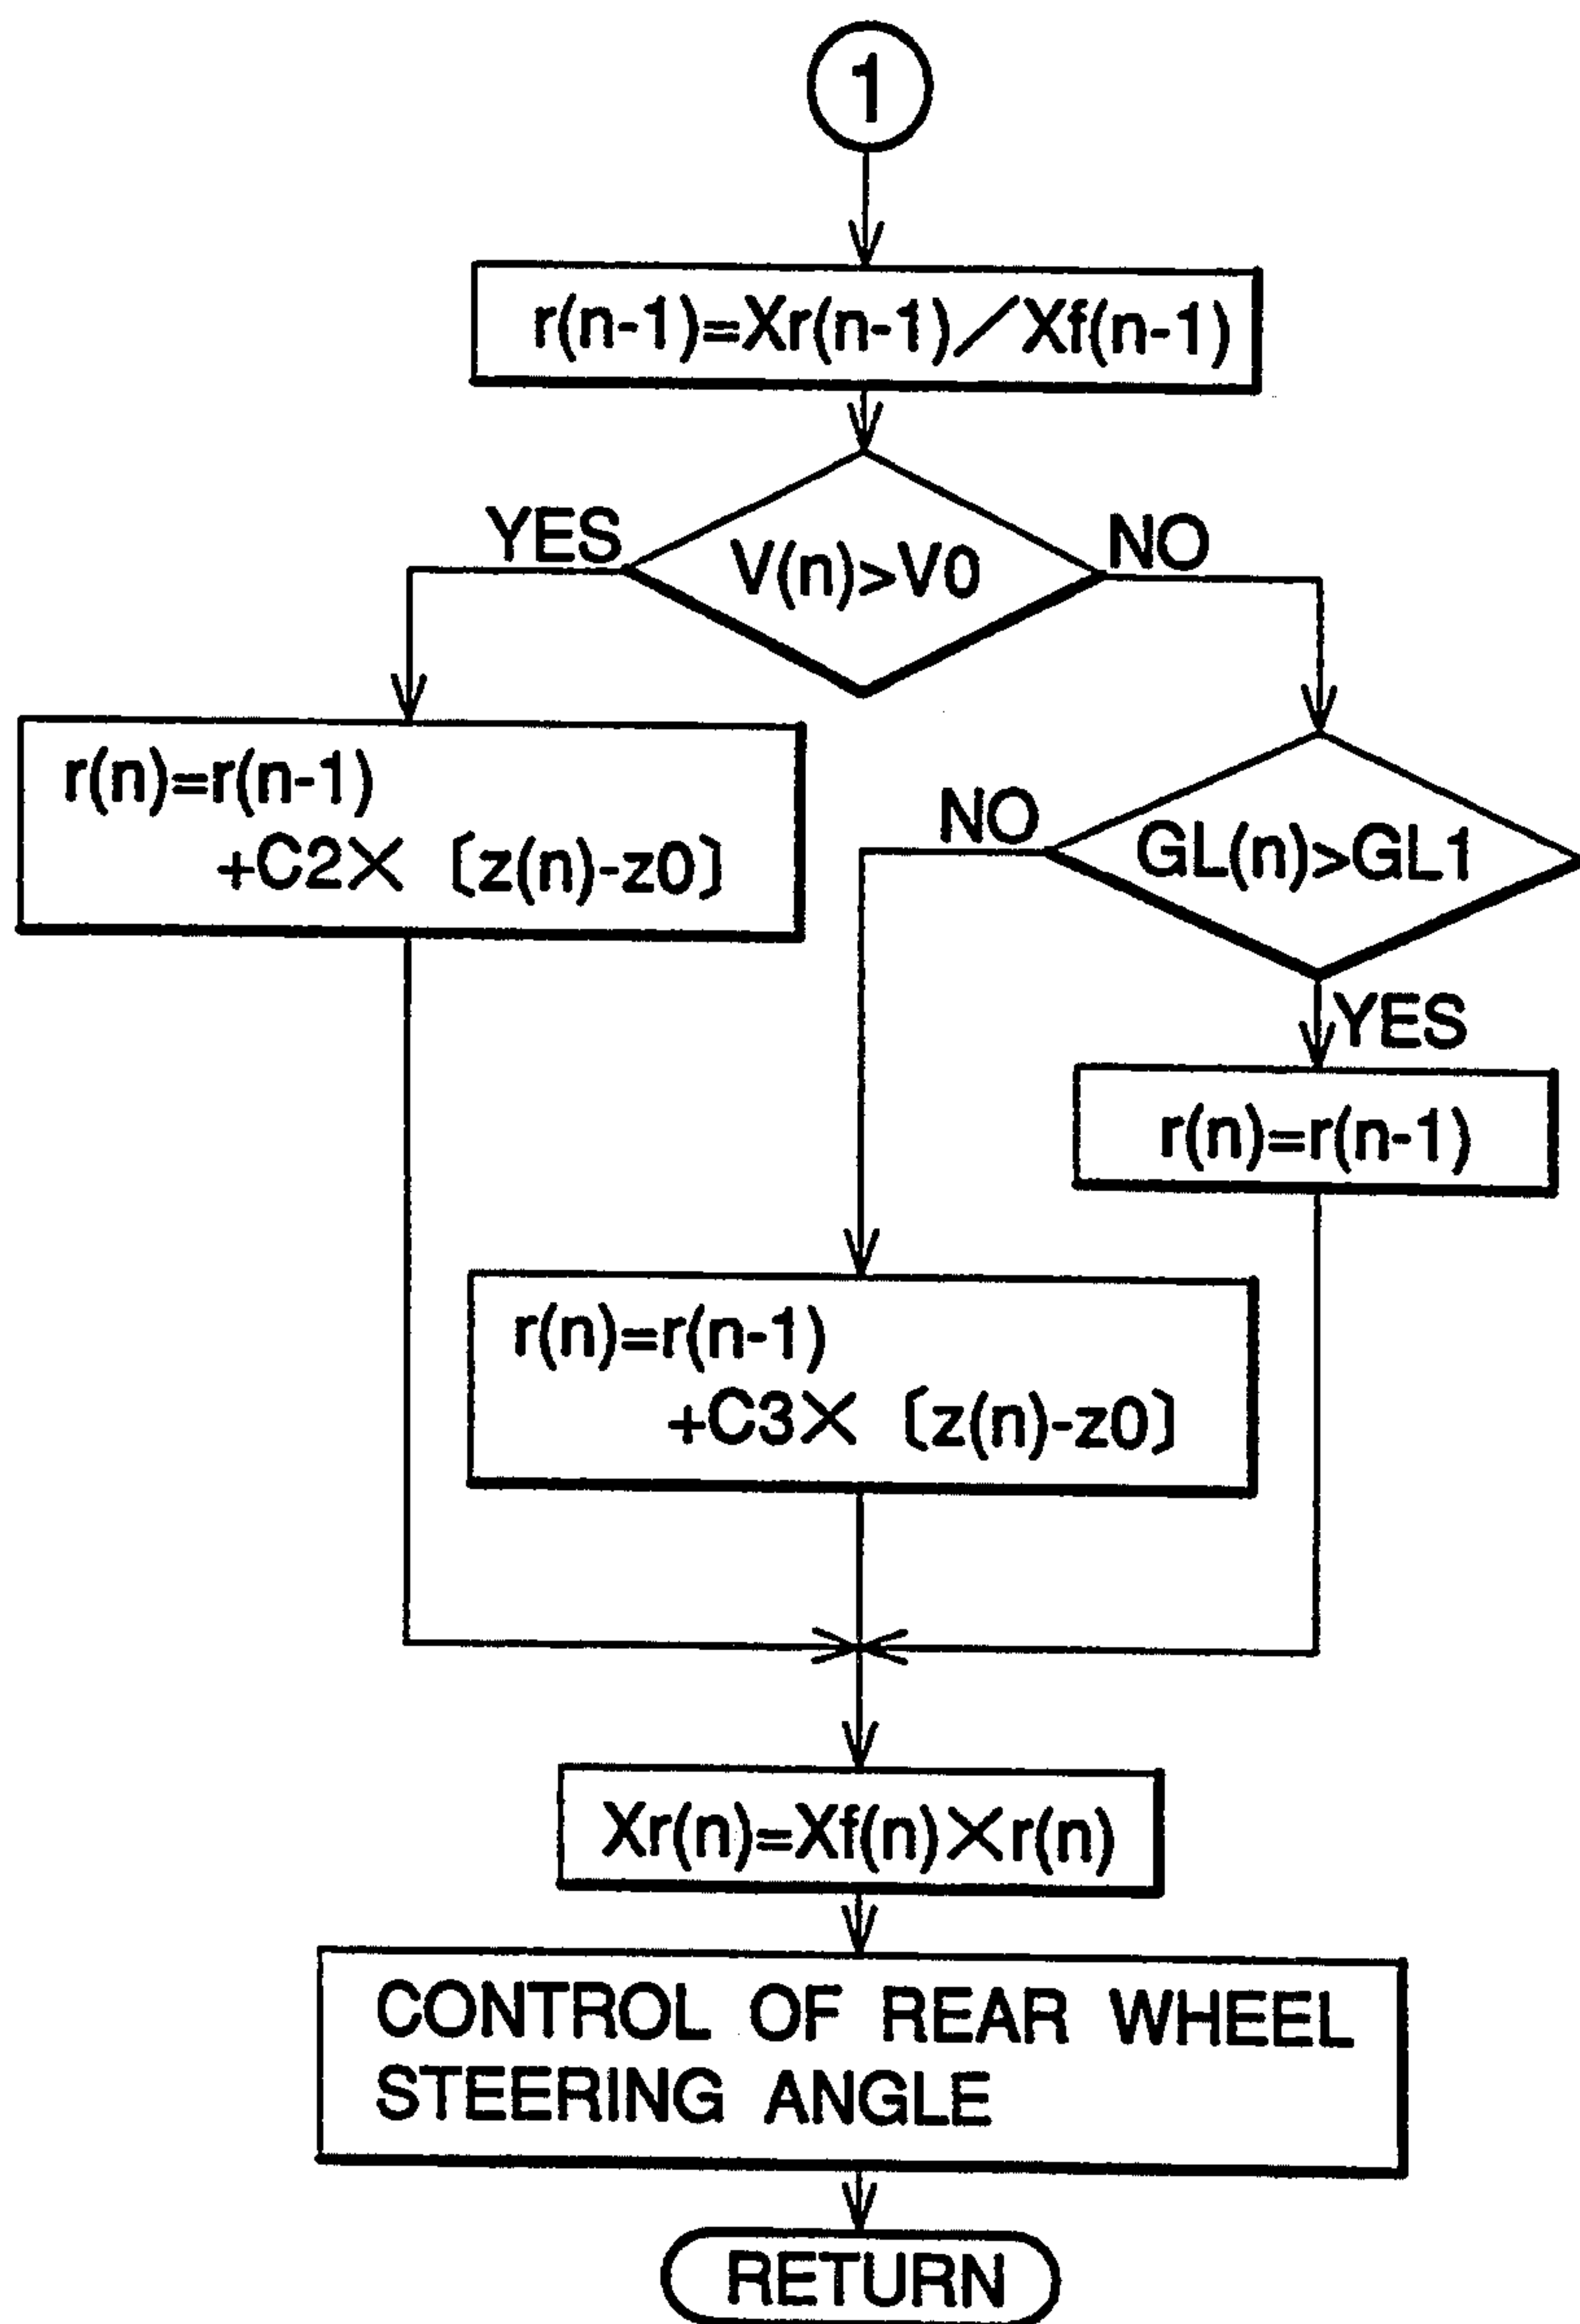 1
r(n-1)=Xr(n-1)／Xf(n-1)
YES
V(n)>V0
NO
r(n)=r(n-1)
+C2× 〔z(n)-z0〕
NO
GL(n)>GL1
YES
r(n)=r(n-1)
r(n)=r(n-1)
+C3× 〔z(n)-z0〕
Xr(n)=Xf(n)×r(n)
CONTROL OF REAR WHEEL
STEERING ANGLE
RETURN